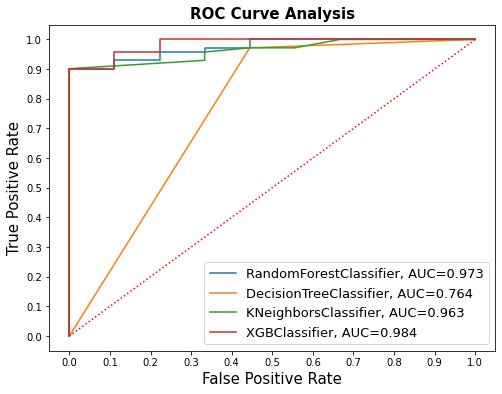 ROC Curve Analysis
True Positive Rate
1.0
0.9
0.8
0.7
0.6
0.5
0.4
0.3
0.2
0.1
0.0
RandomForestClassifier, AUC=0.973
DecisionTreeClassifier, AUC=0.764
KNeighborsClassifier, AUC=0.963
XGBClassifier, AUC=0.984
0.0 0.1 0.2 0.3 0.4 0.5 0.6 0.7 0.8 0.9 1.0
False Positive Rate